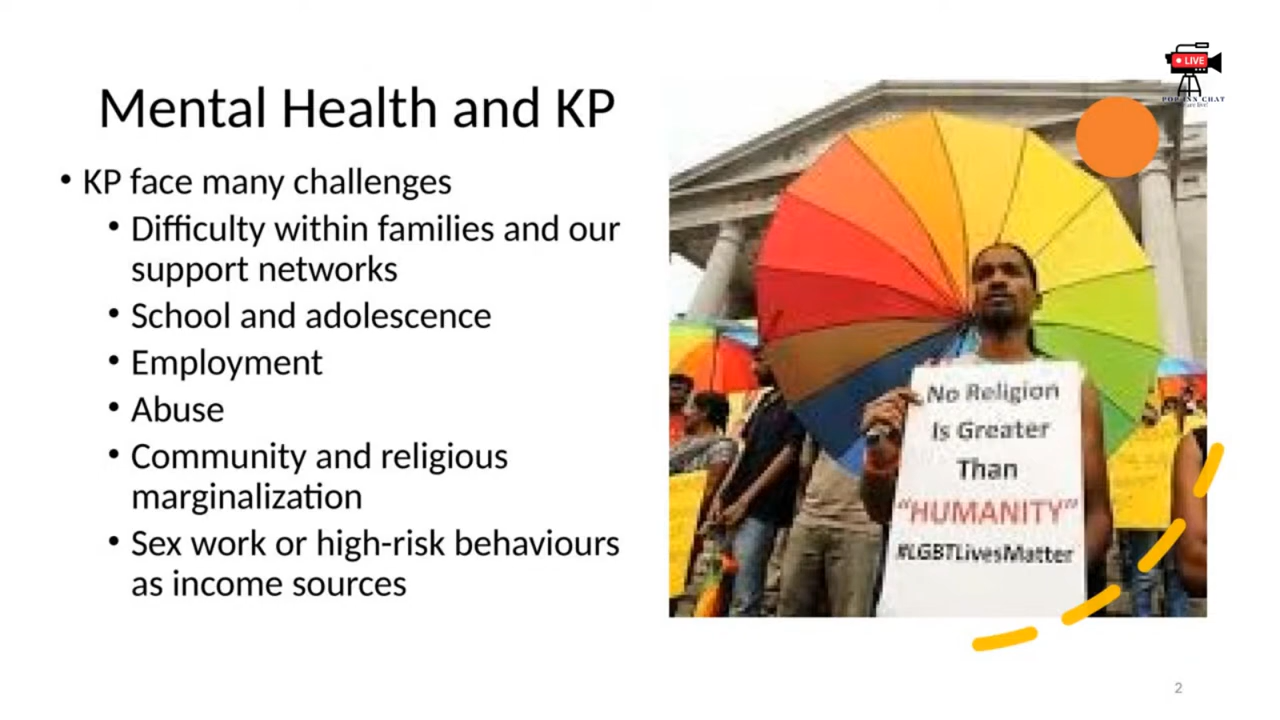 Mental Health and KP
• KP face many challenges
• Difficulty within families and our
support networks
• School and adolescence
• Employment
• Abuse
• Community and religious
marginalization
• Sex work or high-risk behaviours
as income sources
LIVE
No Religion
Is Greater
Than
“HUMANITY”
#LGBTLivesMatter
2